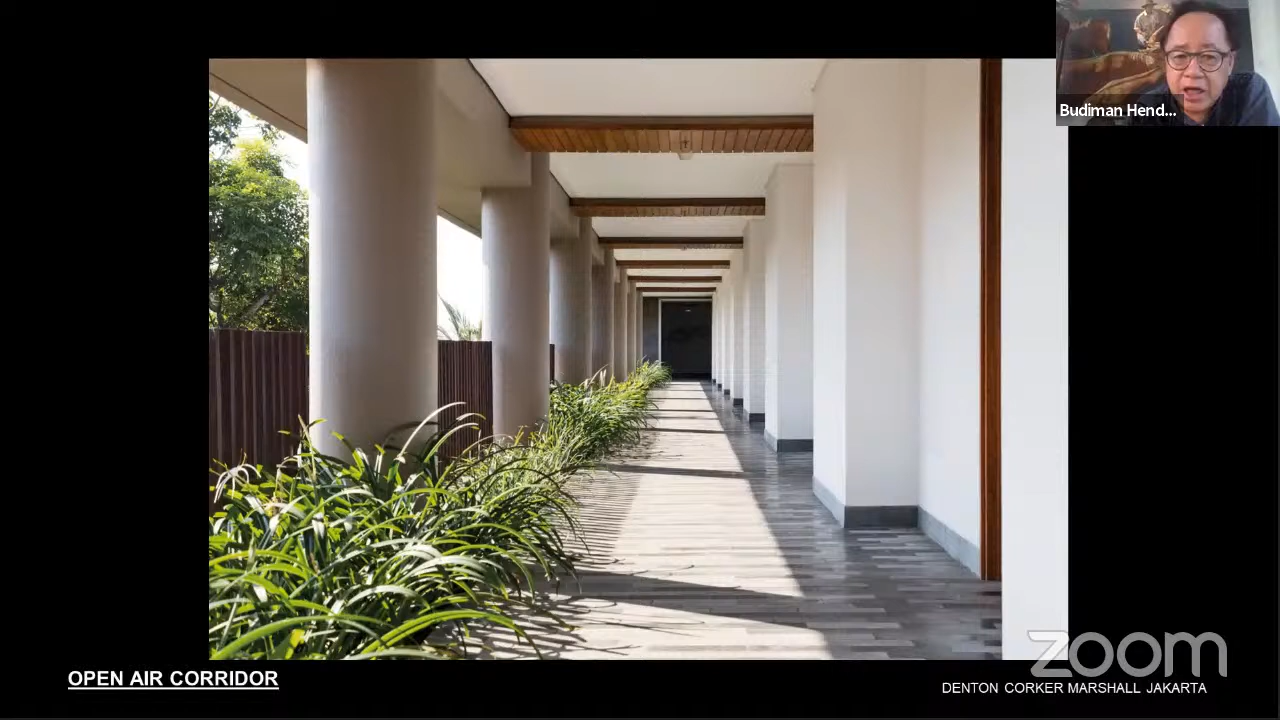 Budiman Hend...
OPEN AIR CORRIDOR
zoom
DENTON CORKER MARSHALL JAKARTA